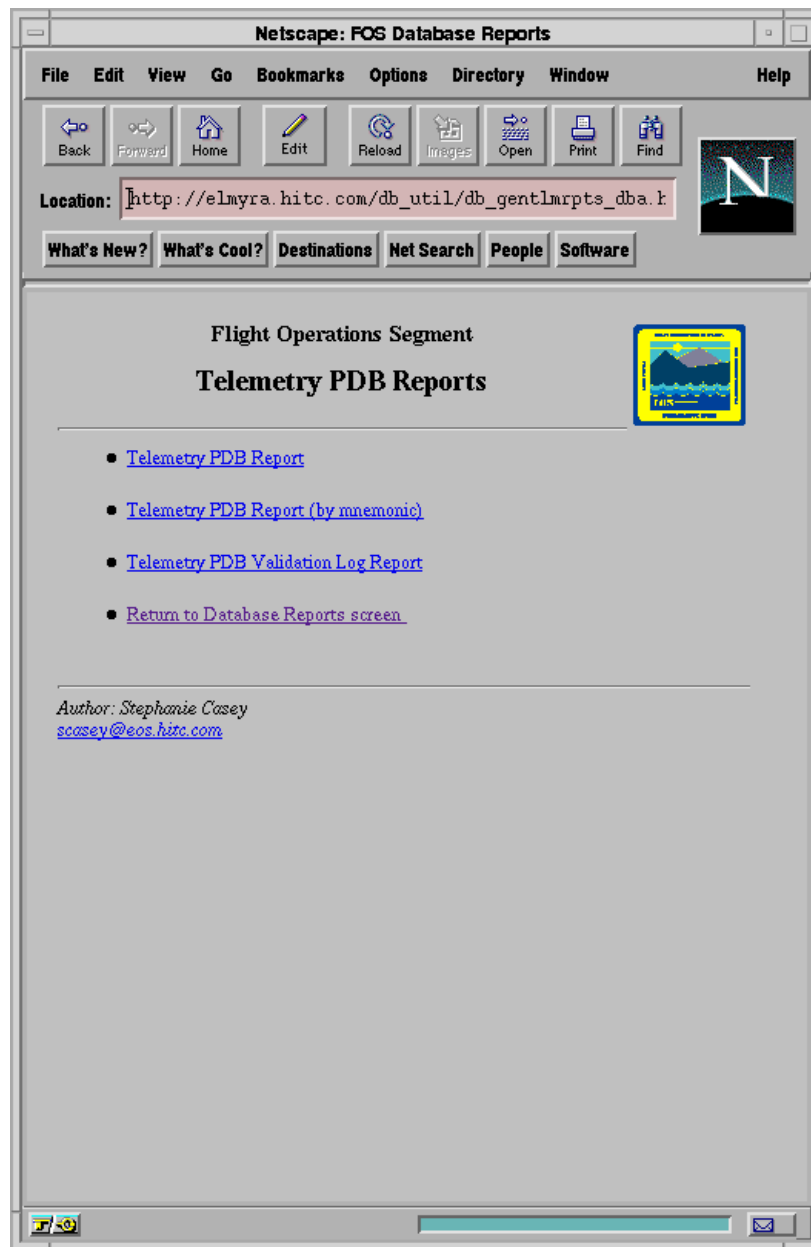 Netscape: FOS Database Reports
File Edit View Go Bookmarks Options Directory Window Help
Back Forward Home Edit Reload Images Open Print Find
N
Location: http://elmyra.hitc.com/db_util/db_gentlmrpts_dba.h
What's New? What's Cool? Destinations Net Search People Software
Flight Operations Segment
Telemetry PDB Reports
Telemetry PDB Report
Telemetry PDB Report (by mnemonic)
Telemetry PDB Validation Log Report
Return to Database Reports screen
Author: Stephanie Casey
scasey@eos.hitc.com